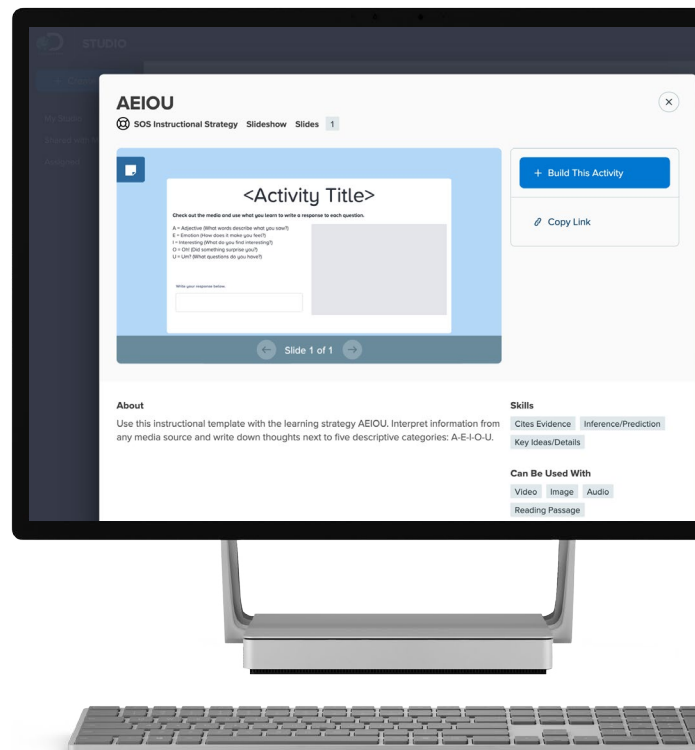 STUDIO
My Studio
Assigned
AEIOU
SOS Instructional Strategy Slideshow Slides 1
+ Build This Activity
Copy Link
<Activity Title>
Check out the media and use what you learn to write a response to each question.
A = Adjective (What words describe what you saw?)
E = Emotion (How does it make you feel?)
I = Interesting (What do you find interesting?)
O = Oh! (Did something surprise you?)
U = Um? (What questions do you have?)
Write your response below.
Slide 1 of 1
About
Use this instructional template with the learning strategy AEIOU. Interpret information from
any media source and write down thoughts next to five descriptive categories: A-E-I-O-U.
Skills
Cites Evidence Inference/Prediction
Key Ideas/Details
Can Be Used With
Video Image Audio
Reading Passage